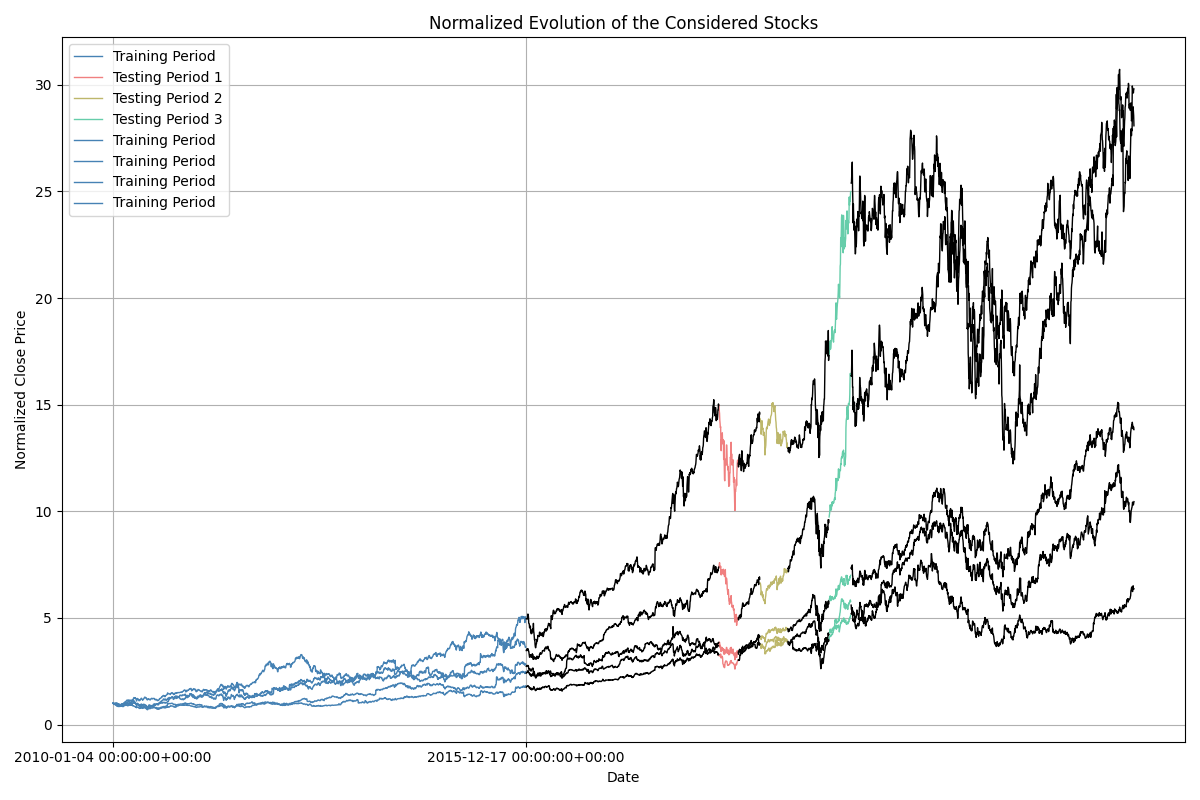 Normalized Evolution of the Considered Stocks
Training Period
Testing Period 1
Testing Period 2
Testing Period 3
Training Period
Training Period
Training Period
Training Period
30
25
20
15
10
5
0
Normalized Close Price
2010-01-04 00:00:00+00:00
2015-12-17 00:00:00+00:00
Date